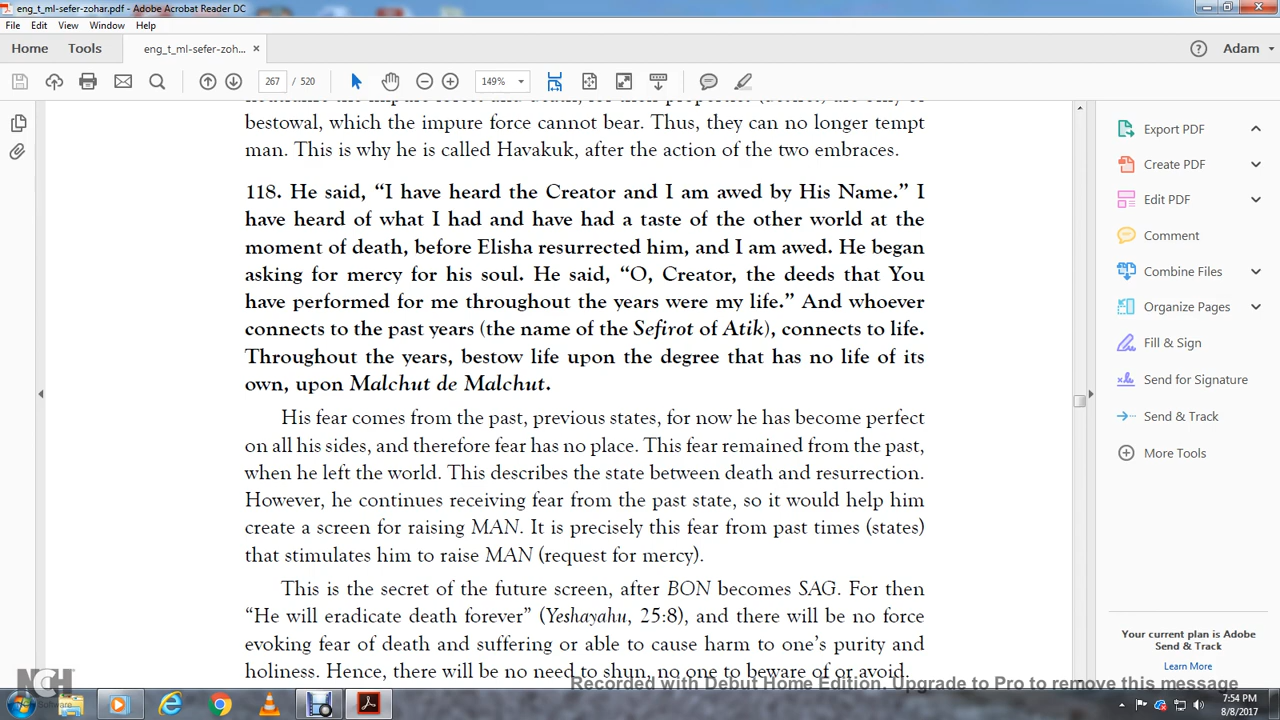 eng_t_ml-sefer-zohar.pdf - Adobe Acrobat Reader DC
File Edit View Window Help
Home Tools eng_t_ml-sefer-zoh... × Adam
267 / 520 149%
bestowal, which the impure force cannot bear. Thus, they can no longer tempt
man. This is why he is called Havakuk, after the action of the two embraces.
118. He said, “I have heard the Creator and I am awed by His Name.” I
have heard of what I had and have had a taste of the other world at the
moment of death, before Elisha resurrected him, and I am awed. He began
asking for mercy for his soul. He said, “O, Creator, the deeds that You
have performed for me throughout the years were my life.” And whoever
connects to the past years (the name of the Sefirot of Atik), connects to life.
Throughout the years, bestow life upon the degree that has no life of its
own, upon Malchut de Malchut.
His fear comes from the past, previous states, for now he has become perfect
on all his sides, and therefore fear has no place. This fear remained from the past,
when he left the world. This describes the state between death and resurrection.
However, he continues receiving fear from the past state, so it would help him
create a screen for raising MAN. It is precisely this fear from past times (states)
that stimulates him to raise MAN (request for mercy).
This is the secret of the future screen, after BON becomes SAG. For then
“He will eradicate death forever” (Yeshayahu, 25:8), and there will be no force
evoking fear of death and suffering or able to cause harm to one’s purity and
holiness. Hence, there will be no need to shun, no one to beware of or avoid.
Export PDF
Create PDF
Edit PDF
Comment
Combine Files
Organize Pages
Fill & Sign
Send for Signature
Send & Track
More Tools
Your current plan is Adobe
Send & Track
Learn More
NCH Software
Recorded with Debut Home Edition. Upgrade to Pro to remove this message
7:54 PM
8/8/2017